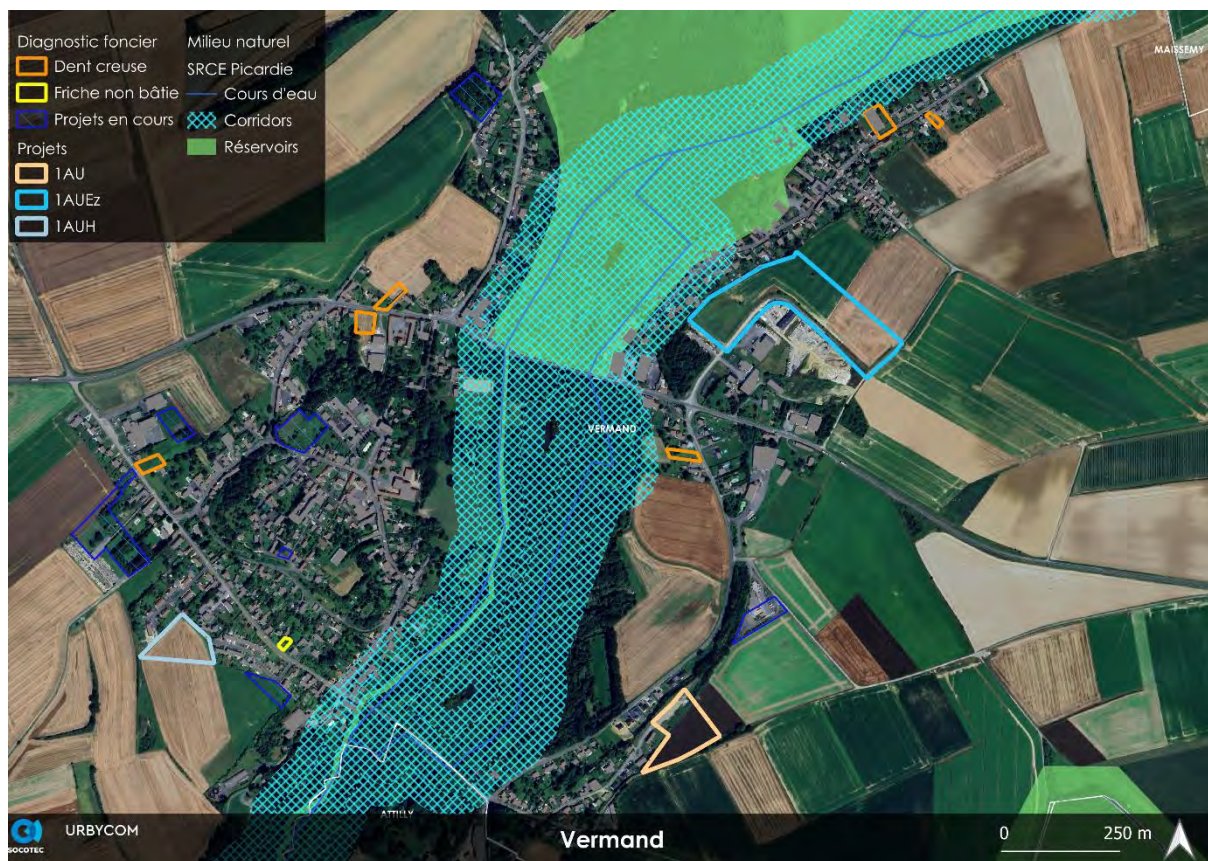 Diagnostic foncier
Dent creuse
Friche non bâtie
Projets en cours
Projets
1AU
1AUEz
1AUH
Milieu naturel
SRCE Picardie
Cours d'eau
Corridors
Réservoirs
MAISSEMY
VERMAND
ATTILLY
SOCOTEC
URBYCOM
Vermand
0 250 m